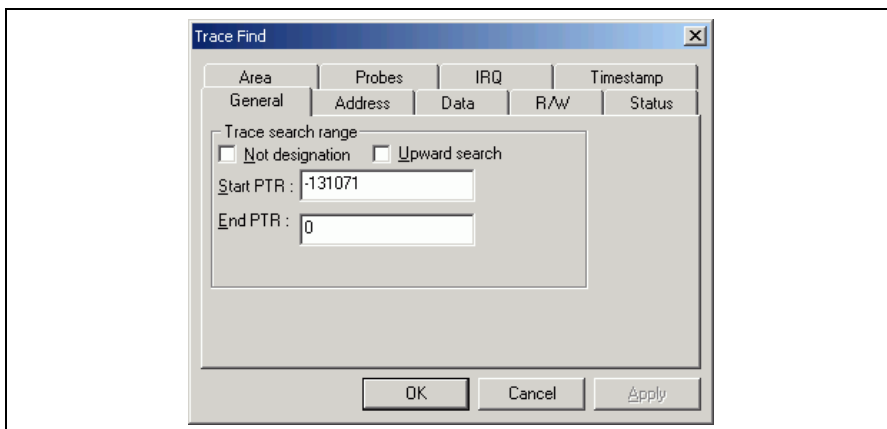 Trace Find
Area Probes IRQ Timestamp
General Address Data R/W Status
Trace search range
Not designation Upward search
Start PTR : -131071
End PTR : 0
OK Cancel Apply